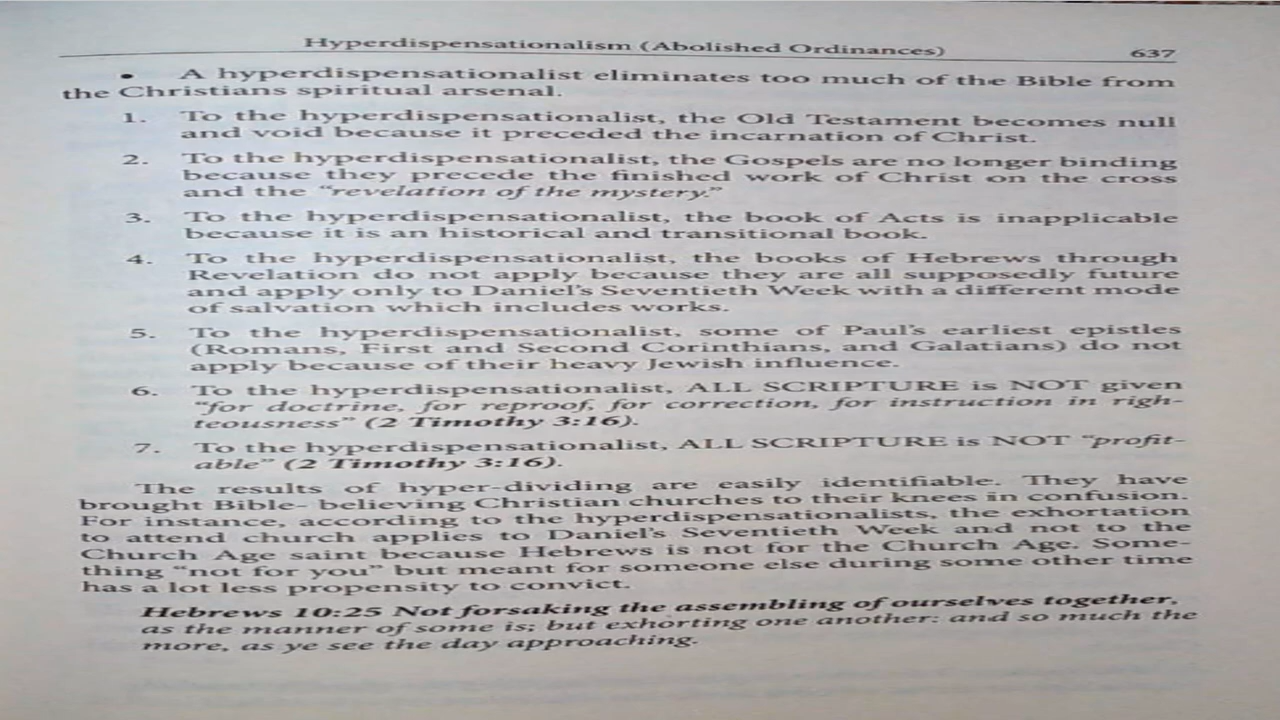 Hyperdispensationalism (Abolished Ordinances) 637
• A hyperdispensationalist eliminates too much of the Bible from
the Christians spiritual arsenal.
1. To the hyperdispensationalist, the Old Testament becomes null
and void because it preceded the incarnation of Christ.
2. To the hyperdispensationalist, the Gospels are no longer binding
because they precede the finished work of Christ on the cross
and the “revelation of the mystery.”
3. To the hyperdispensationalist, the book of Acts is inapplicable
because it is an historical and transitional book.
4. To the hyperdispensationalist, the books of Hebrews through
Revelation do not apply because they are all supposedly future
and apply only to Daniel’s Seventieth Week with a different mode
of salvation which includes works.
5. To the hyperdispensationalist, some of Paul’s earliest epistles
(Romans, First and Second Corinthians, and Galatians) do not
apply because of their heavy Jewish influence.
6. To the hyperdispensationalist, ALL SCRIPTURE is NOT given
“for doctrine, for reproof, for correction, for instruction in righ-
teousness” (2 Timothy 3:16).
7. To the hyperdispensationalist, ALL SCRIPTURE is NOT “profit-
able” (2 Timothy 3:16).
The results of hyper-dividing are easily identifiable. They have
brought Bible- believing Christian churches to their knees in confusion.
For instance, according to the hyperdispensationalists, the exhortation
to attend church applies to Daniel’s Seventieth Week and not to the
Church Age saint because Hebrews is not for the Church Age. Some-
thing “not for you” but meant for someone else during some other time
has a lot less propensity to convict.
Hebrews 10:25 Not forsaking the assembling of ourselves together,
as the manner of some is; but exhorting one another: and so much the
more, as ye see the day approaching.